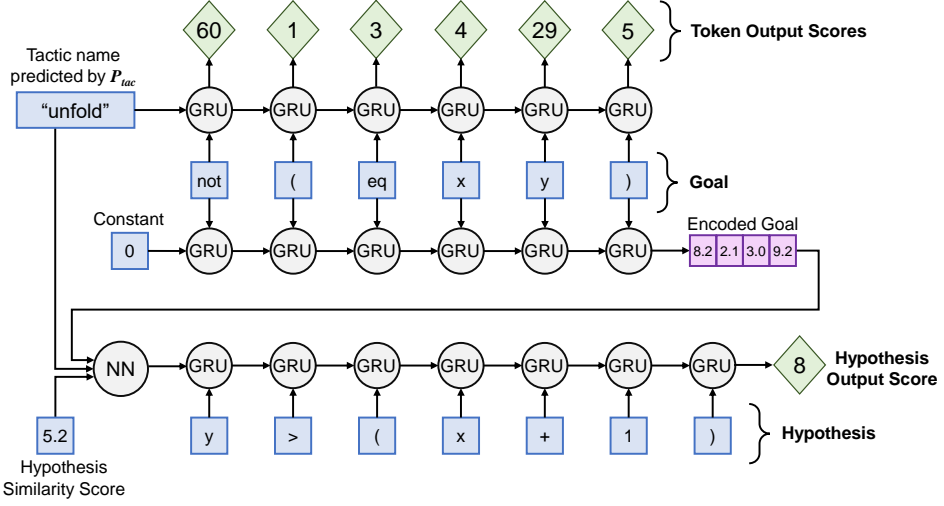 60 1 3 4 29 5
Token Output Scores
Tactic name
predicted by P_tac
"unfold"
GRU GRU GRU GRU GRU GRU
not ( eq x y )
Goal
Constant
Encoded Goal
0
GRU GRU GRU GRU GRU GRU
8.2 2.1 3.0 9.2
NN
GRU GRU GRU GRU GRU GRU GRU
8
Hypothesis
Output Score
5.2
y > ( x + 1 )
Hypothesis
Hypothesis
Similarity Score